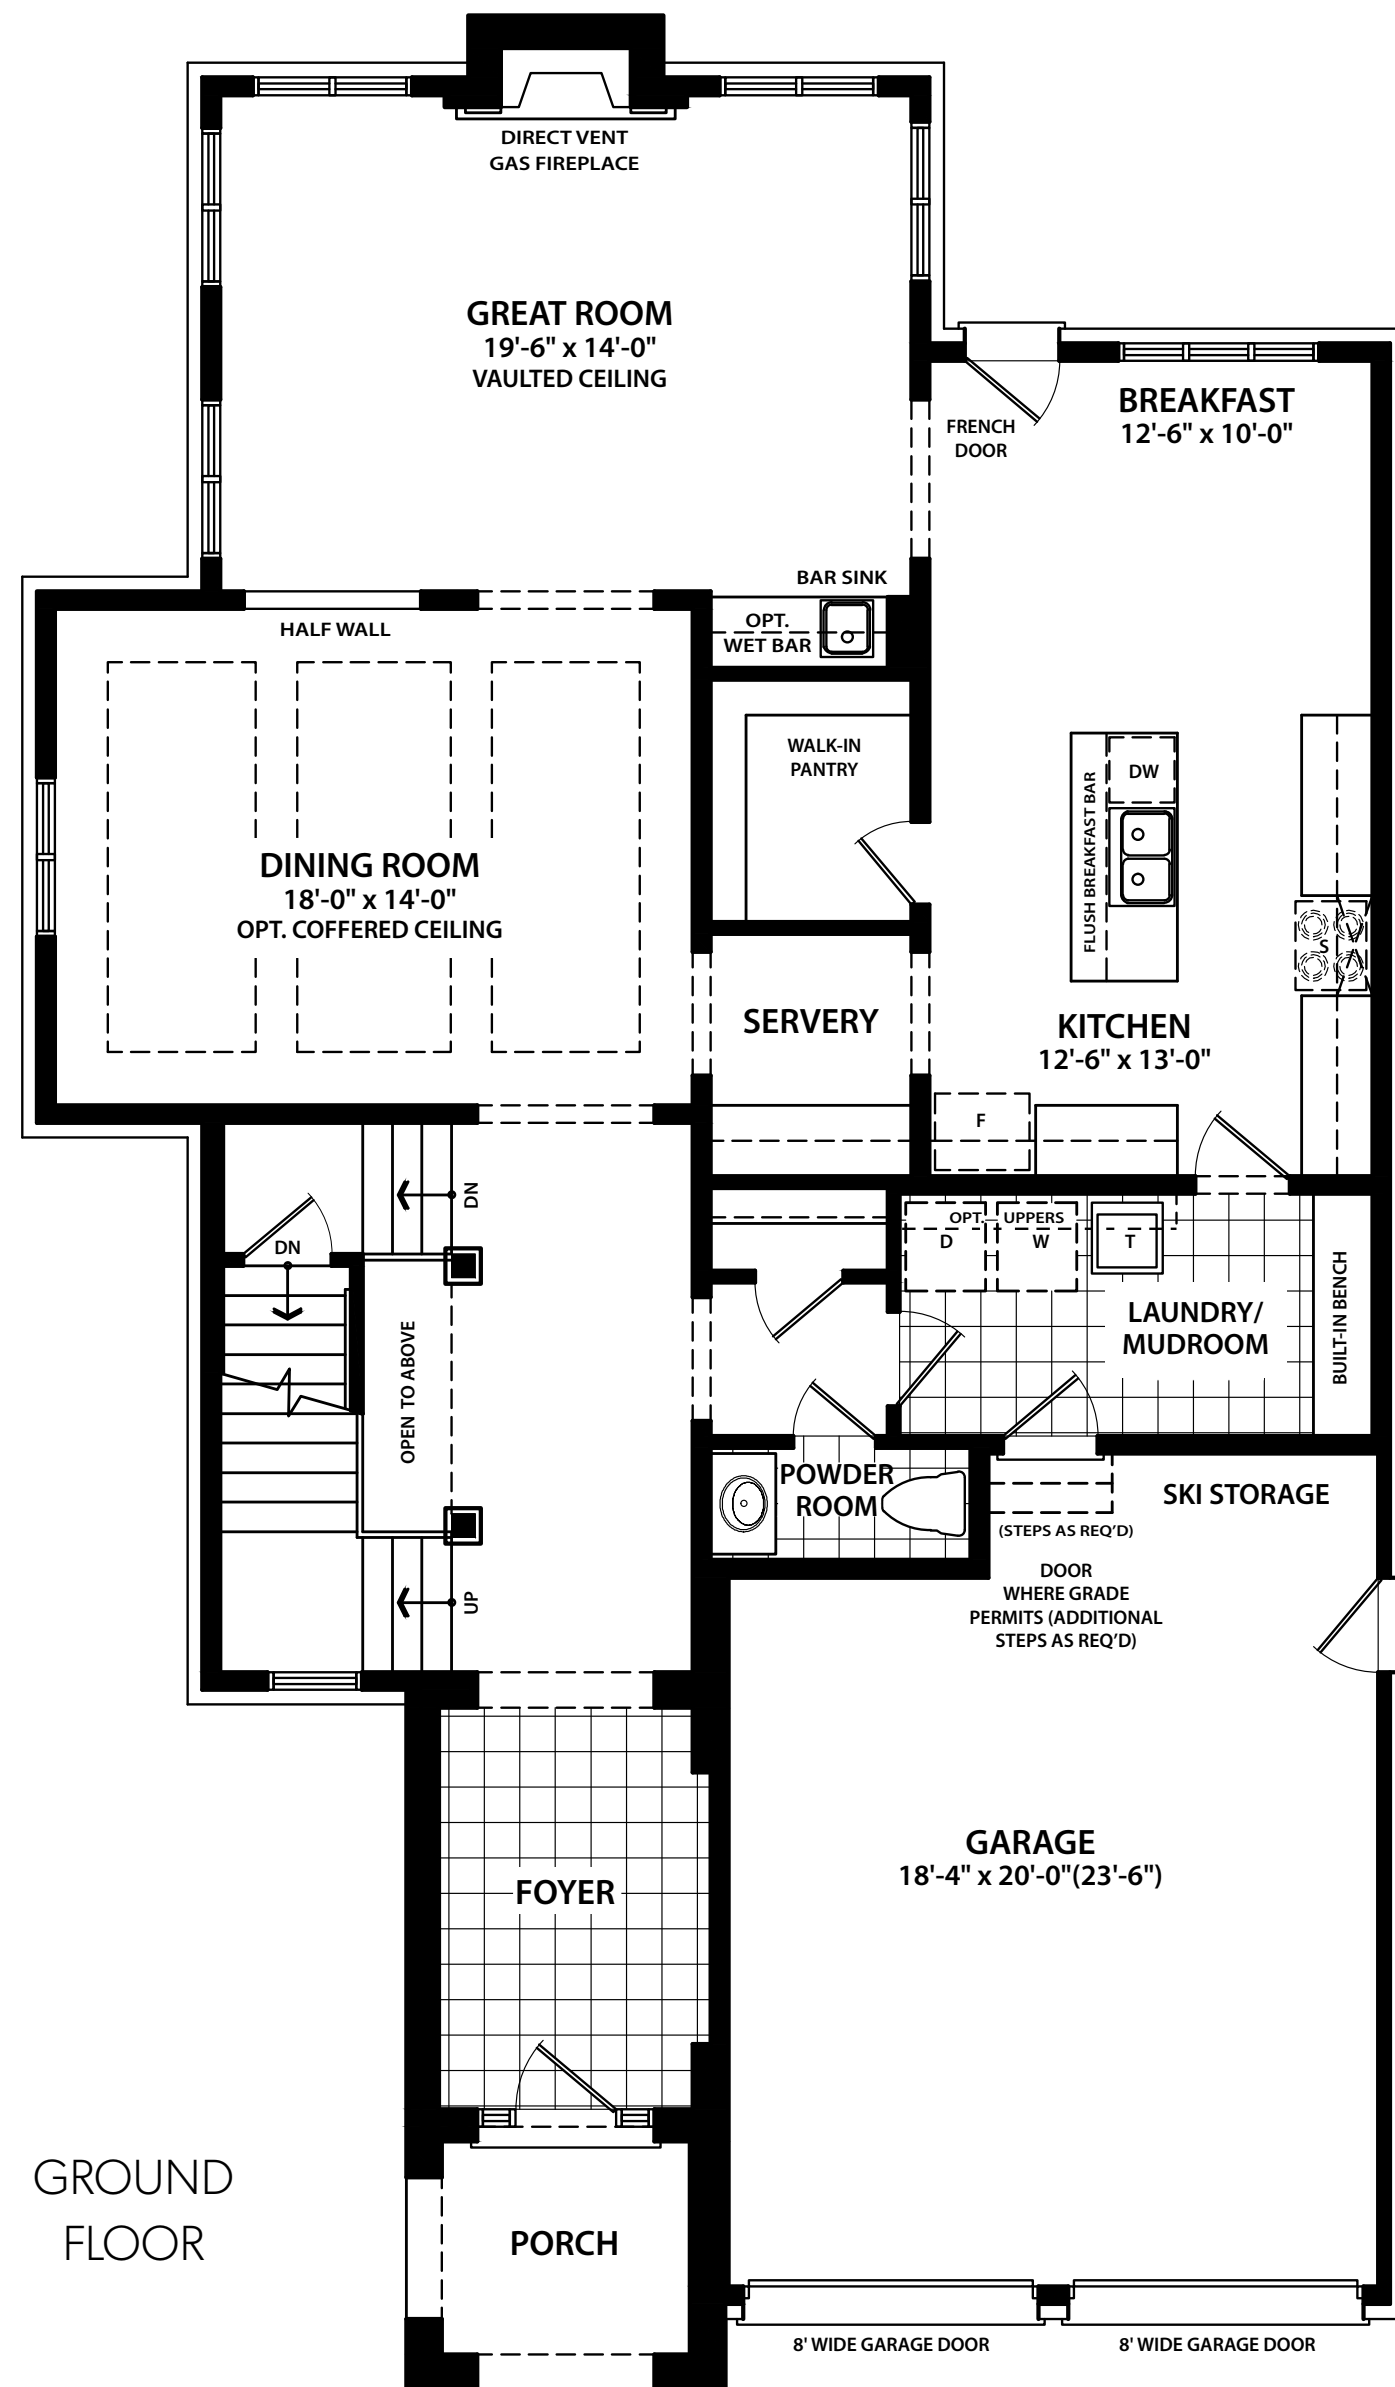 DIRECT VENT
GAS FIREPLACE
GREAT ROOM
19'-6" x 14'-0"
VAULTED CEILING
BREAKFAST
12'-6" x 10'-0"
FRENCH
DOOR
BAR SINK
OPT.
WET BAR
HALF WALL
WALK-IN
PANTRY
DW
FLUSH BREAKFAST BAR
DINING ROOM
18'-0" x 14'-0"
OPT. COFFERED CEILING
S
SERVERY
KITCHEN
12'-6" x 13'-0"
F
DN
DN
OPT. UPPERS
D
W
T
LAUNDRY/
MUDROOM
BUILT-IN BENCH
OPEN TO ABOVE
POWDER
ROOM
SKI STORAGE
(STEPS AS REQ'D)
DOOR
WHERE GRADE
PERMITS (ADDITIONAL
STEPS AS REQ'D)
UP
GARAGE
18'-4" x 20'-0"(23'-6")
FOYER
GROUND
FLOOR
PORCH
8' WIDE GARAGE DOOR
8' WIDE GARAGE DOOR